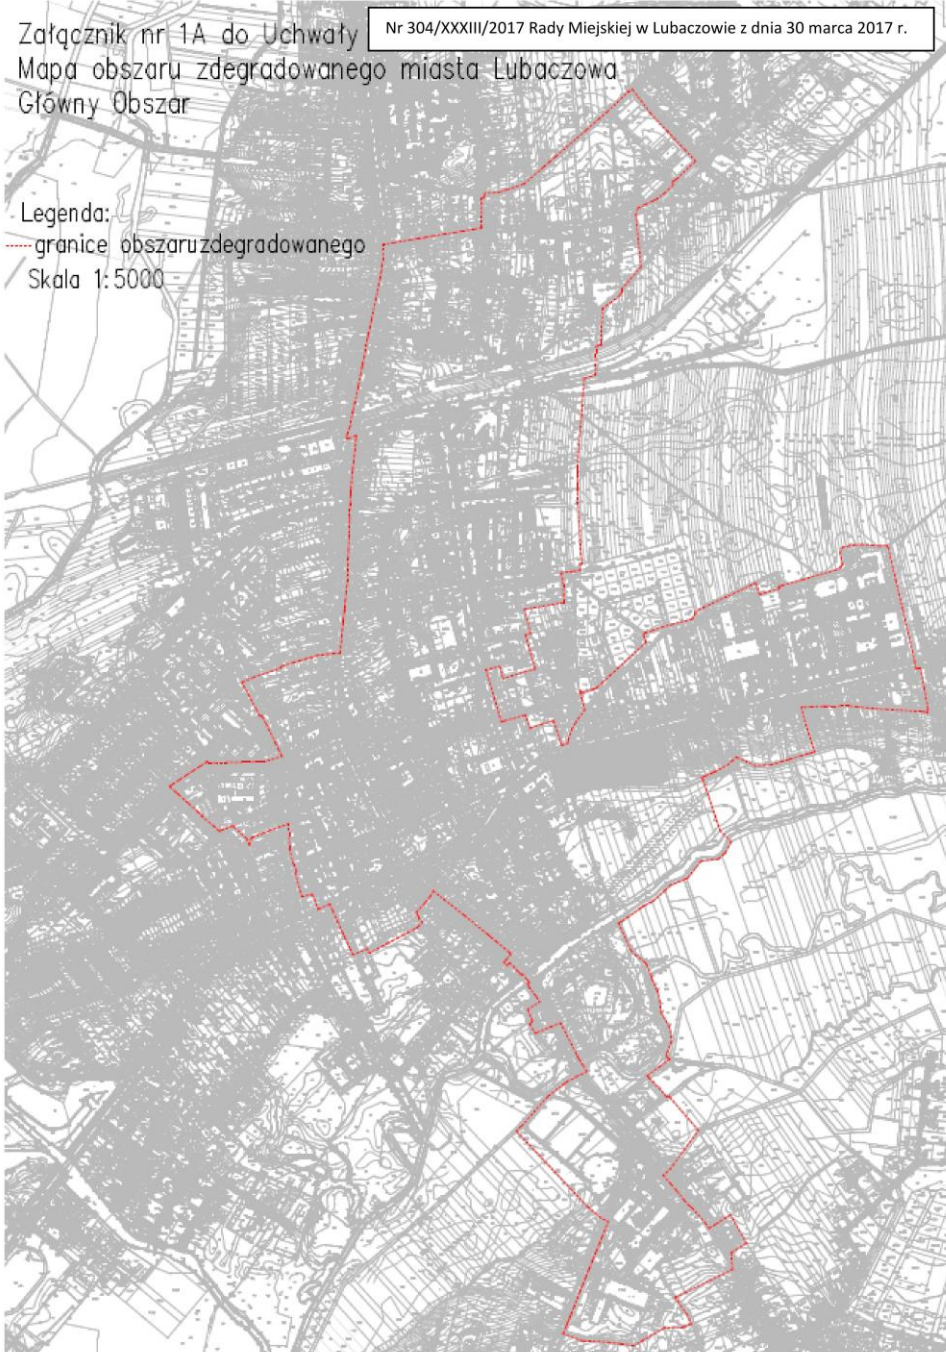 Załącznik nr 1A do Uchwały
Nr 304/XXXIII/2017 Rady Miejskiej w Lubaczowie z dnia 30 marca 2017 r.
Mapa obszaru zdegradowanego miasta Lubaczowa
Główny Obszar
Legenda:
granice obszaruzdegradowanego
Skala 1:5000